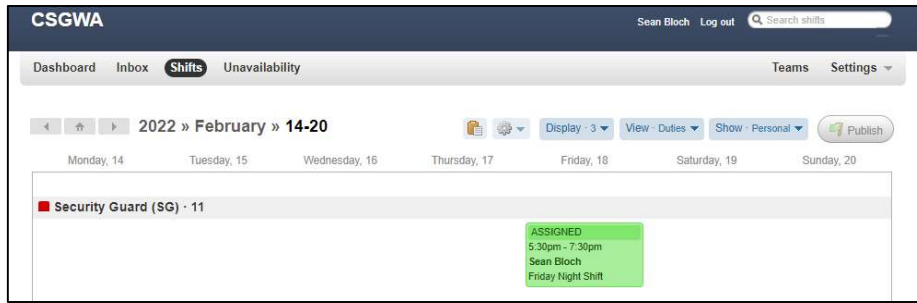 CSGWA
Sean Bloch Log out Search shifts
Dashboard Inbox Shifts Unavailability Teams Settings
2022 » February » 14-20 Display · 3 View · Duties Show · Personal Publish
Monday, 14 Tuesday, 15 Wednesday, 16 Thursday, 17 Friday, 18 Saturday, 19 Sunday, 20
Security Guard (SG) · 11
ASSIGNED
5:30pm - 7:30pm
Sean Bloch
Friday Night Shift